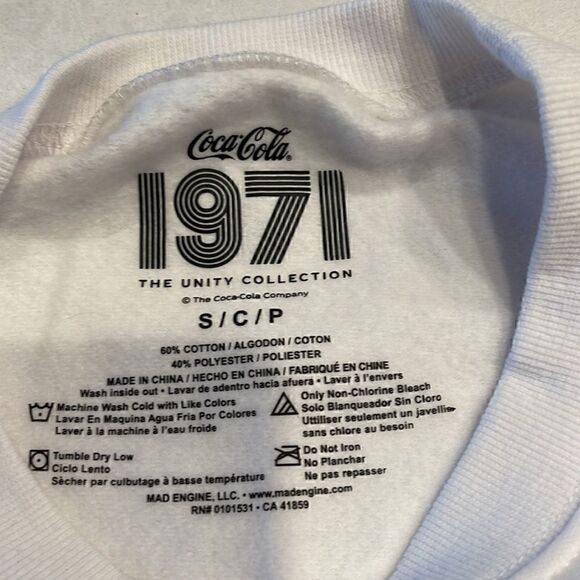 Coca-Cola®
1971
THE UNITY COLLECTION
© The Coca-Cola Company
S / C / P
60% COTTON / ALGODON / COTON
40% POLYESTER / POLIESTER
MADE IN CHINA / HECHO EN CHINA / FABRIQUÉ EN CHINE
Wash inside out • Lavar de adentro hacia afuera • Laver à l'envers
Machine Wash Cold with Like Colors
Lavar En Maquina Agua Fria Por Colores
Laver à la machine à l'eau froide
Only Non-Chlorine Bleach
Solo Blanqueador Sin Cloro
Uttiliser seulement un javellis
sans chlore au besoin
Tumble Dry Low
Ciclo Lento
Sècher par culbutage à basse température
Do Not Iron
No Planchar
Ne pas repasser
MAD ENGINE, LLC. • www.madengine.com
RN# 0101531 • CA 41859